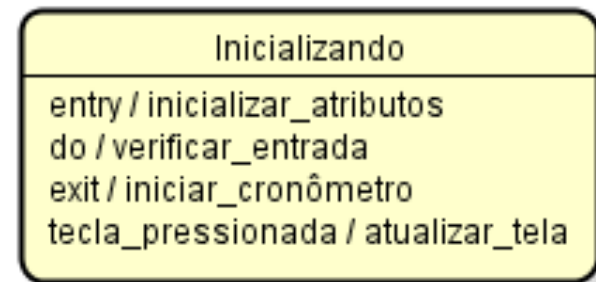 Inicializando
entry / inicializar_atributos
do / verificar_entrada
exit / iniciar_cronômetro
tecla_pressionada / atualizar_tela